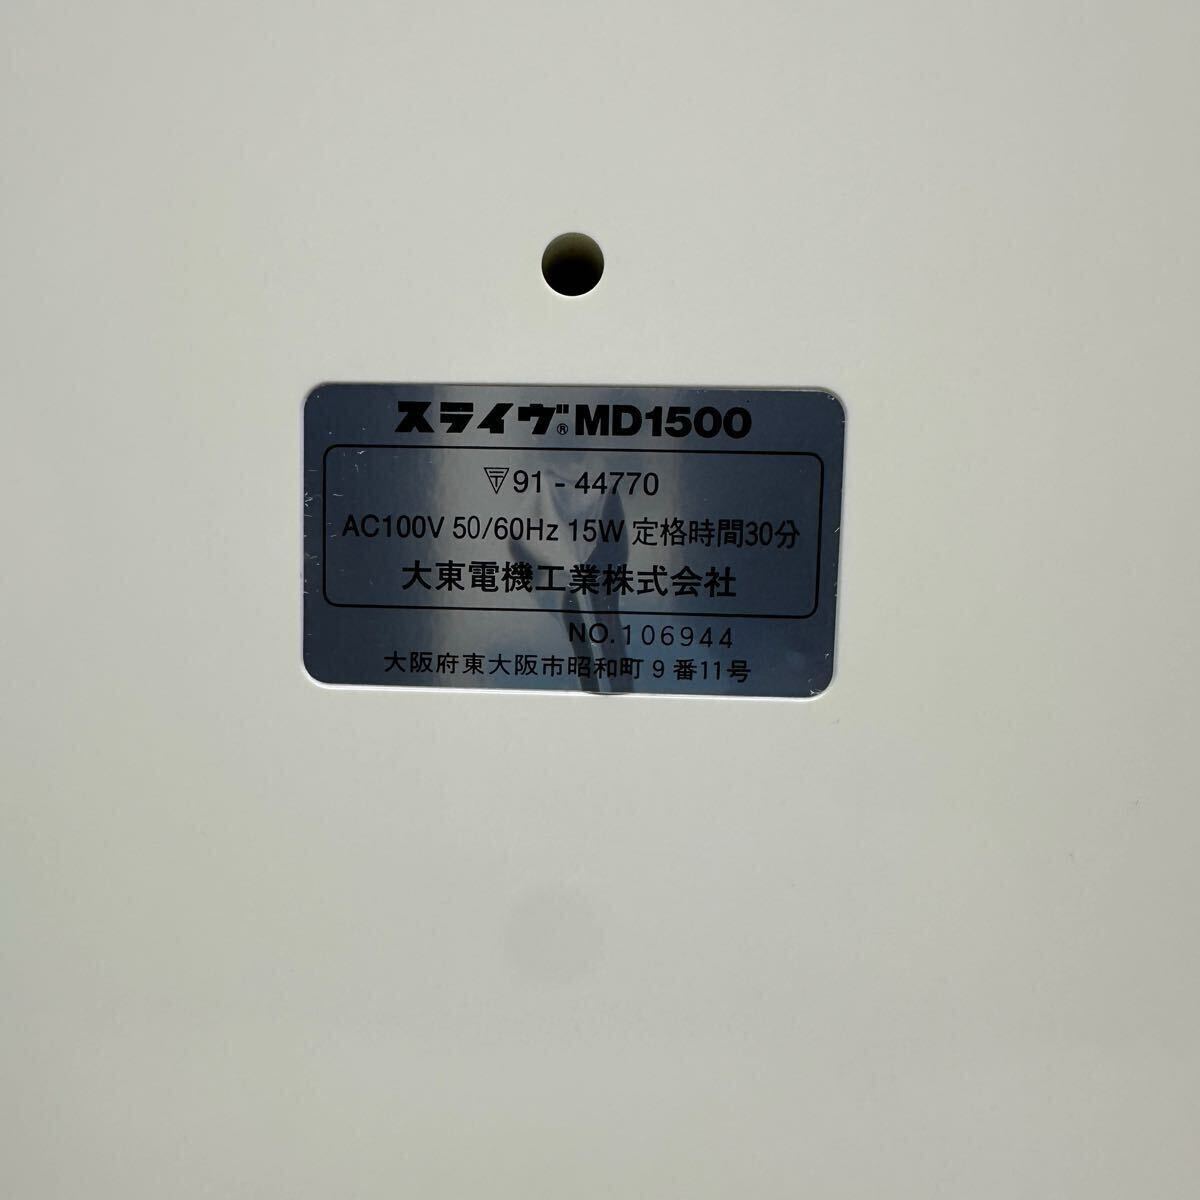 スライヴ®MD1500
〒91-44770
AC100V 50/60Hz 15W 定格時間30分
大東電機工業株式会社
NO.106944
大阪府東大阪市昭和町9番11号